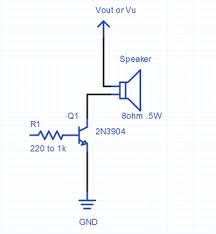 Vout or Vu
Speaker
Q1
R1
2N3904
8ohm .5W
220 to 1k
GND